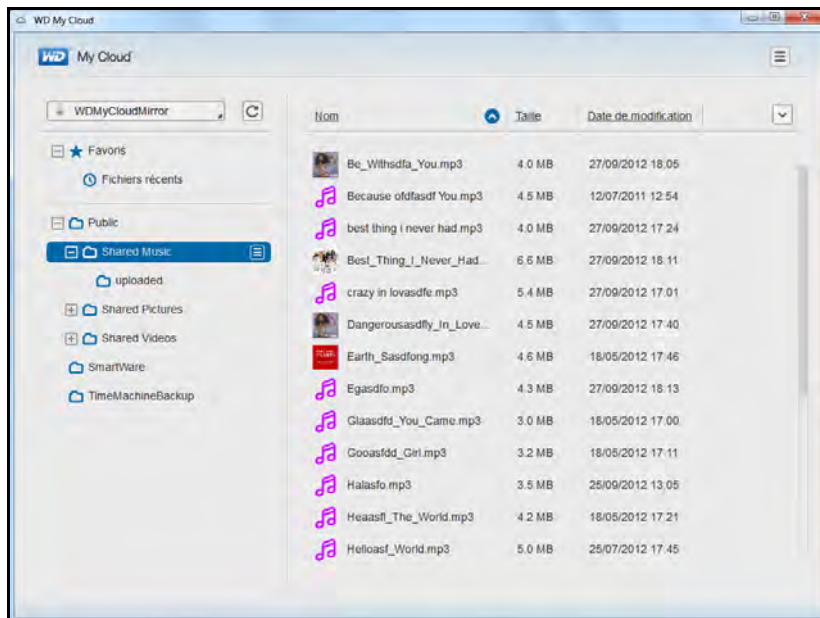 WD My Cloud
WD My Cloud
WDMyCloudMirror
Favoris
Fichiers récents
Public
Shared Music
uploaded
Shared Pictures
Shared Videos
SmartWare
TimeMachineBackup
Nom Taille Date de modification
Be_Withsdfa_You.mp3 4.0 MB 27/09/2012 18:05
Because ofdfasdf You.mp3 4.5 MB 12/07/2011 12:54
best thing i never had.mp3 4.0 MB 27/09/2012 17:24
Best_Thing_I_Never_Had... 6.6 MB 27/09/2012 18:11
crazy in lovasdfe.mp3 5.4 MB 27/09/2012 17:01
Dangerousasdfly_In_Love... 4.5 MB 27/09/2012 17:40
Earth_Sasdfong.mp3 4.6 MB 18/05/2012 17:46
Egasdfo.mp3 4.3 MB 27/09/2012 18:13
Glaasdfd_You_Came.mp3 3.0 MB 18/05/2012 17:00
Gooasfdd_Girl.mp3 3.2 MB 18/05/2012 17:11
Halasfo.mp3 3.5 MB 25/09/2012 13:05
Heaasfl_The_World.mp3 4.2 MB 18/05/2012 17:21
Helloasf_World.mp3 5.0 MB 25/07/2012 17:45